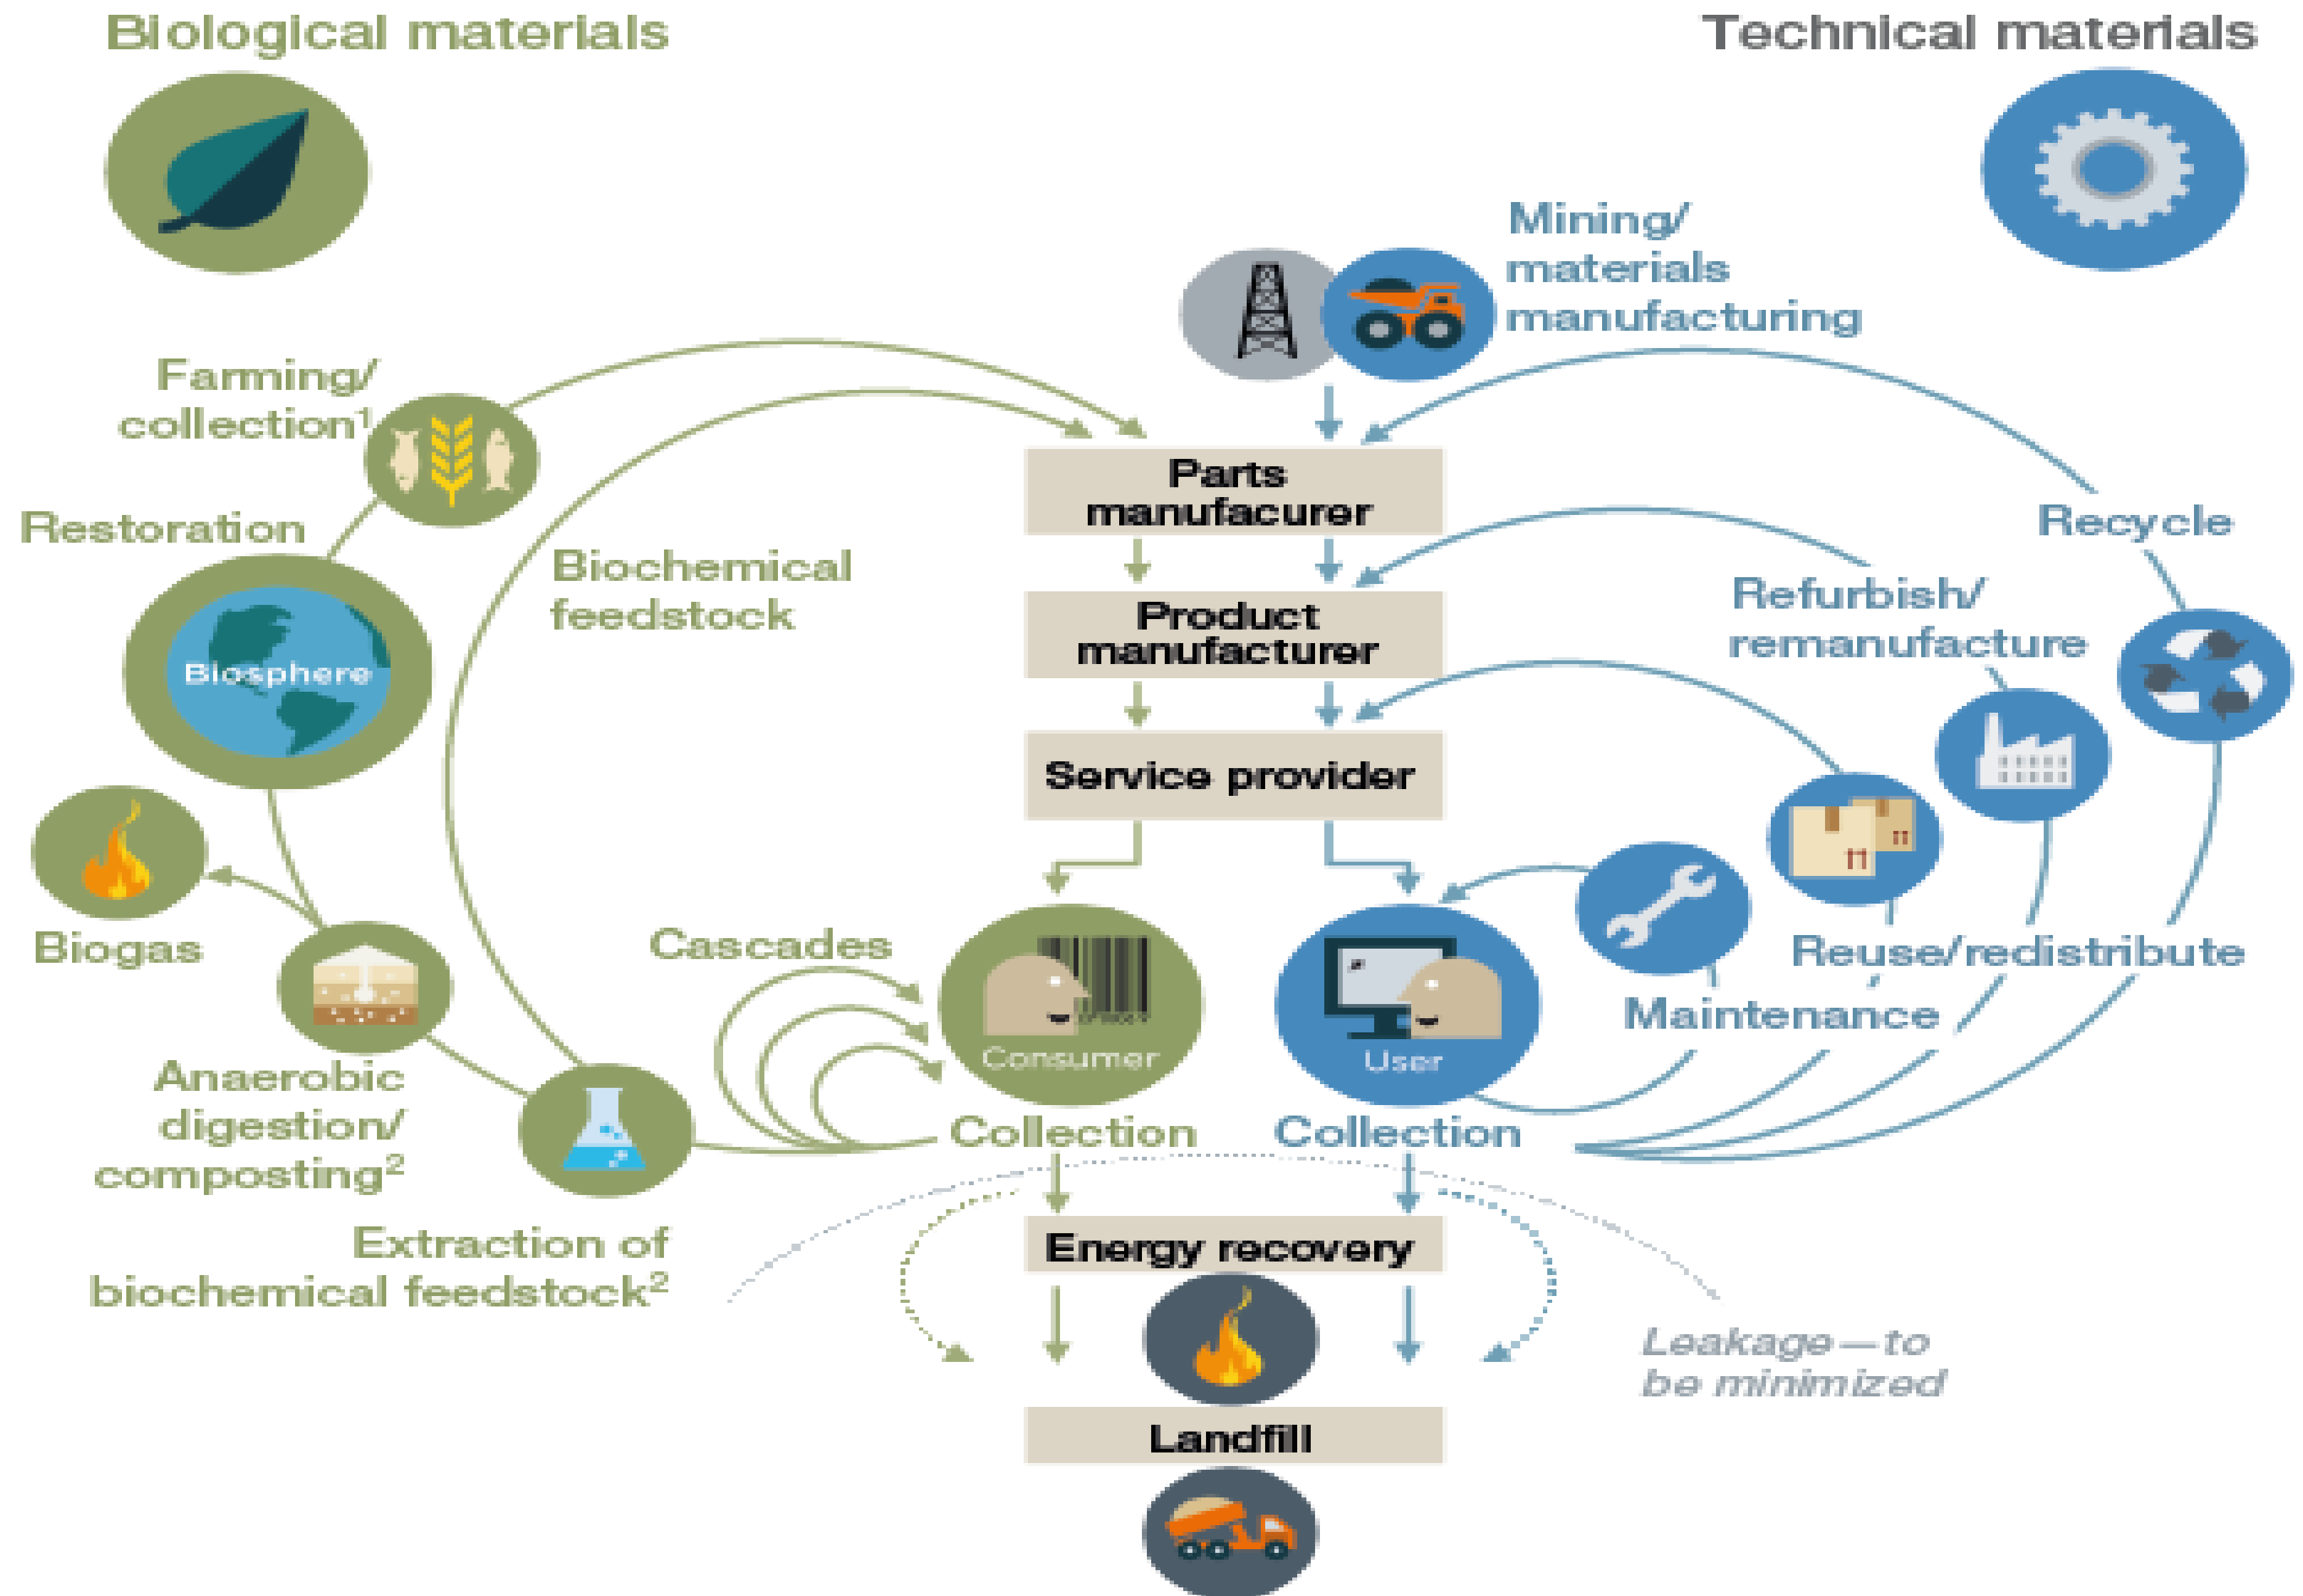 Biological materials
Technical materials
Mining/
materials
manufacturing
Farming/
collection¹
Parts
manufacurer
Recycle
Restoration
Biochemical
feedstock
Refurbish/
remanufacture
Product
manufacturer
Biosphere
Service provider
Biogas
Cascades
Reuse/redistribute
Maintenance
Consumer
User
Anaerobic
digestion/
composting²
Collection
Collection
Extraction of
biochemical feedstock²
Energy recovery
Leakage—to
be minimized
Landfill